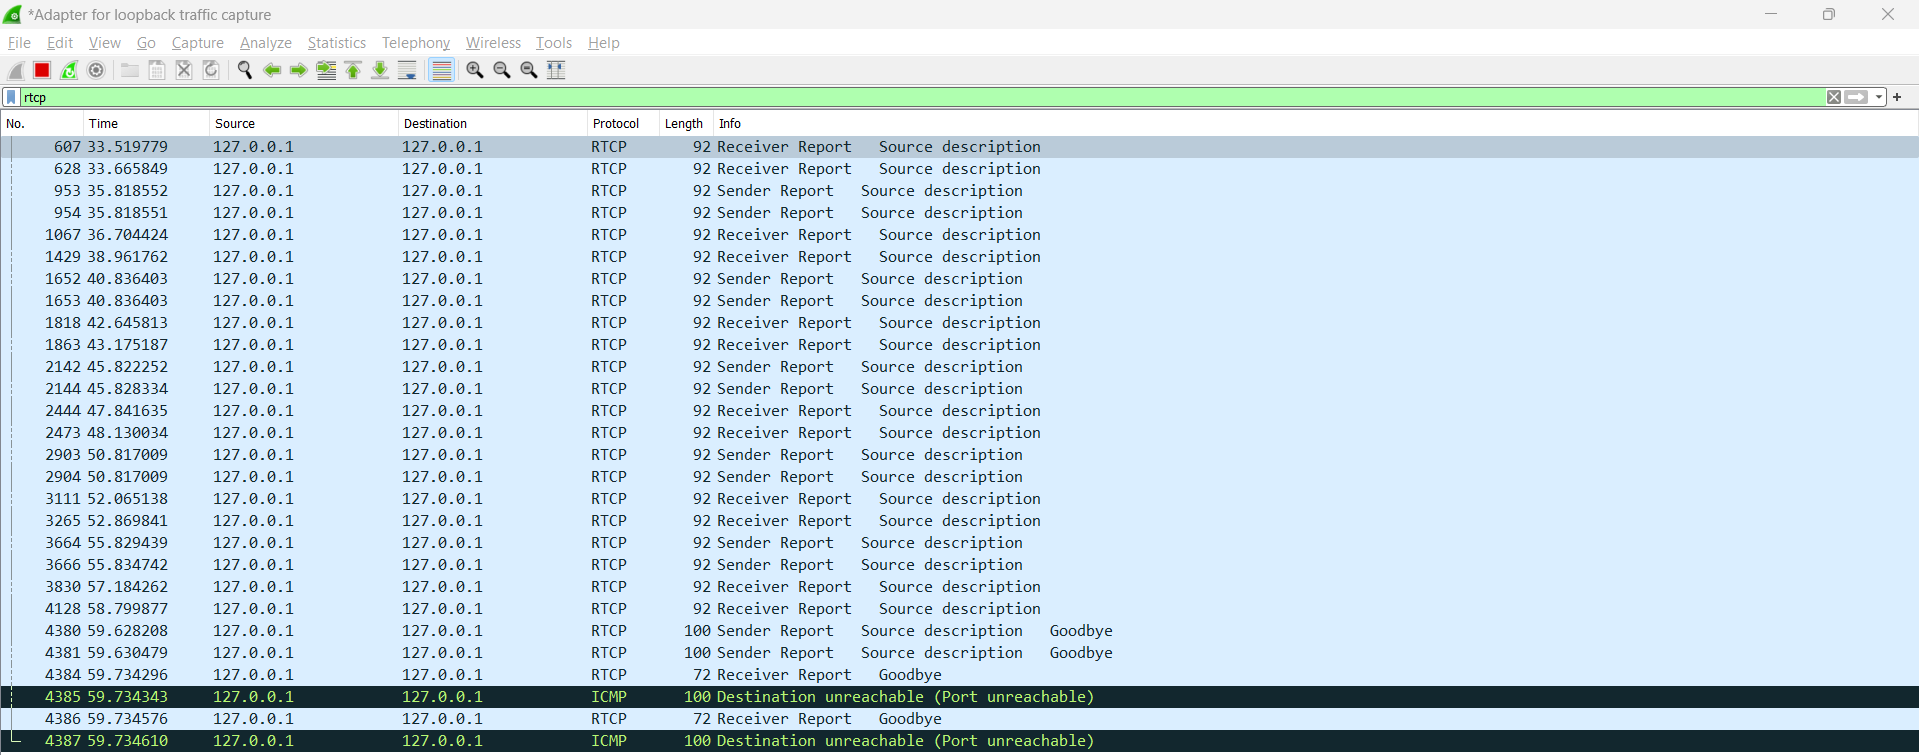 *Adapter for loopback traffic capture
File Edit View Go Capture Analyze Statistics Telephony Wireless Tools Help
rtcp
No. Time Source Destination Protocol Length Info
607 33.519779 127.0.0.1 127.0.0.1 RTCP 92 Receiver Report Source description
628 33.665849 127.0.0.1 127.0.0.1 RTCP 92 Receiver Report Source description
953 35.818552 127.0.0.1 127.0.0.1 RTCP 92 Sender Report Source description
954 35.818551 127.0.0.1 127.0.0.1 RTCP 92 Sender Report Source description
1067 36.704424 127.0.0.1 127.0.0.1 RTCP 92 Receiver Report Source description
1429 38.961762 127.0.0.1 127.0.0.1 RTCP 92 Receiver Report Source description
1652 40.836403 127.0.0.1 127.0.0.1 RTCP 92 Sender Report Source description
1653 40.836403 127.0.0.1 127.0.0.1 RTCP 92 Sender Report Source description
1818 42.645813 127.0.0.1 127.0.0.1 RTCP 92 Receiver Report Source description
1863 43.175187 127.0.0.1 127.0.0.1 RTCP 92 Receiver Report Source description
2142 45.822252 127.0.0.1 127.0.0.1 RTCP 92 Sender Report Source description
2144 45.828334 127.0.0.1 127.0.0.1 RTCP 92 Sender Report Source description
2444 47.841635 127.0.0.1 127.0.0.1 RTCP 92 Receiver Report Source description
2473 48.130034 127.0.0.1 127.0.0.1 RTCP 92 Receiver Report Source description
2903 50.817009 127.0.0.1 127.0.0.1 RTCP 92 Sender Report Source description
2904 50.817009 127.0.0.1 127.0.0.1 RTCP 92 Sender Report Source description
3111 52.065138 127.0.0.1 127.0.0.1 RTCP 92 Receiver Report Source description
3265 52.869841 127.0.0.1 127.0.0.1 RTCP 92 Receiver Report Source description
3664 55.829439 127.0.0.1 127.0.0.1 RTCP 92 Sender Report Source description
3666 55.834742 127.0.0.1 127.0.0.1 RTCP 92 Sender Report Source description
3830 57.184262 127.0.0.1 127.0.0.1 RTCP 92 Receiver Report Source description
4128 58.799877 127.0.0.1 127.0.0.1 RTCP 92 Receiver Report Source description
4380 59.628208 127.0.0.1 127.0.0.1 RTCP 100 Sender Report Source description Goodbye
4381 59.630479 127.0.0.1 127.0.0.1 RTCP 100 Sender Report Source description Goodbye
4384 59.734296 127.0.0.1 127.0.0.1 RTCP 72 Receiver Report Goodbye
4385 59.734343 127.0.0.1 127.0.0.1 ICMP 100 Destination unreachable (Port unreachable)
4386 59.734576 127.0.0.1 127.0.0.1 RTCP 72 Receiver Report Goodbye
4387 59.734610 127.0.0.1 127.0.0.1 ICMP 100 Destination unreachable (Port unreachable)